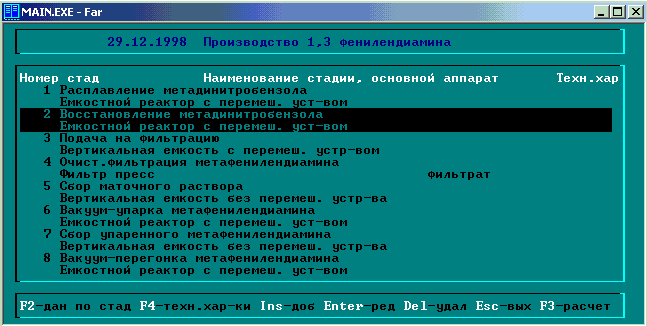 MAIN.EXE - Far
29.12.1998 Производство 1,3 фенилендиамина
Номер стад Наименование стадии, основной аппарат Техн.хар
1 Расплавление метадинитробензола
Емкостной реактор с перемеш. уст-вом
2 Восстановление метадинитробензола
Емкостной реактор с перемеш. уст-вом
3 Подача на фильтрацию
Вертикальная емкость с перемеш. устр-вом
4 Очист.фильтрация метафенилендиамина
Фильтр пресс фильтрат
5 Сбор маточного раствора
Вертикальная емкость без перемеш. устр-ва
6 Вакуум-упарка метафенилендиамина
Емкостной реактор с перемеш. уст-вом
7 Сбор упаренного метафенилендиамина
Вертикальная емкость без перемеш. устр-ва
8 Вакуум-перегонка метафенилендиамина
Емкостной реактор с перемеш. уст-вом
F2-дан по стад F4-техн.хар-ки Ins-доб Enter-ред Del-удал Esc-вых F3-расчет